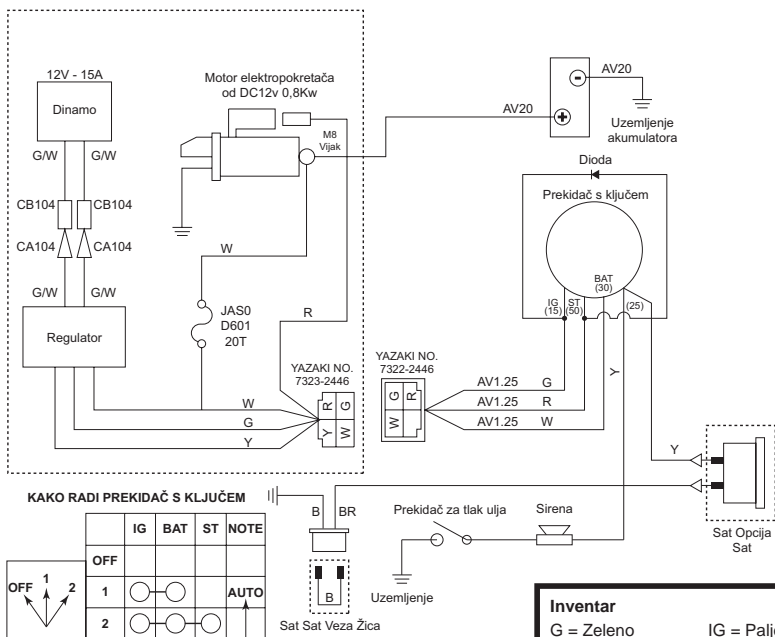 12V - 15A
Dinamo
G/W
G/W
CB104
CB104
CA104
CA104
G/W
G/W
Regulator
Motor elektropokretača
od DC12v 0,8Kw
M8
Vijak
W
R
JAS0
D601
20T
W
G
Y
YAZAKI NO.
7323-2446
R
G
Y
W
AV20
AV20
Uzemljenje
akumulatora
Dioda
Prekidač s ključem
BAT
(30)
IG
(15)
ST
(50)
(25)
YAZAKI NO.
7322-2446
G
R
W
AV1.25 G
AV1.25 R
AV1.25 W
Y
Y
Sat Opcija
Sat
KAKO RADI PREKIDAČ S KLJUČEM
IG BAT ST NOTE
OFF
1 AUTO
2
OFF 1 2
B BR
B
Sat Sat Veza Žica
Prekidač za tlak ulja
Sirena
Uzemljenje
Inventar
G = Zeleno